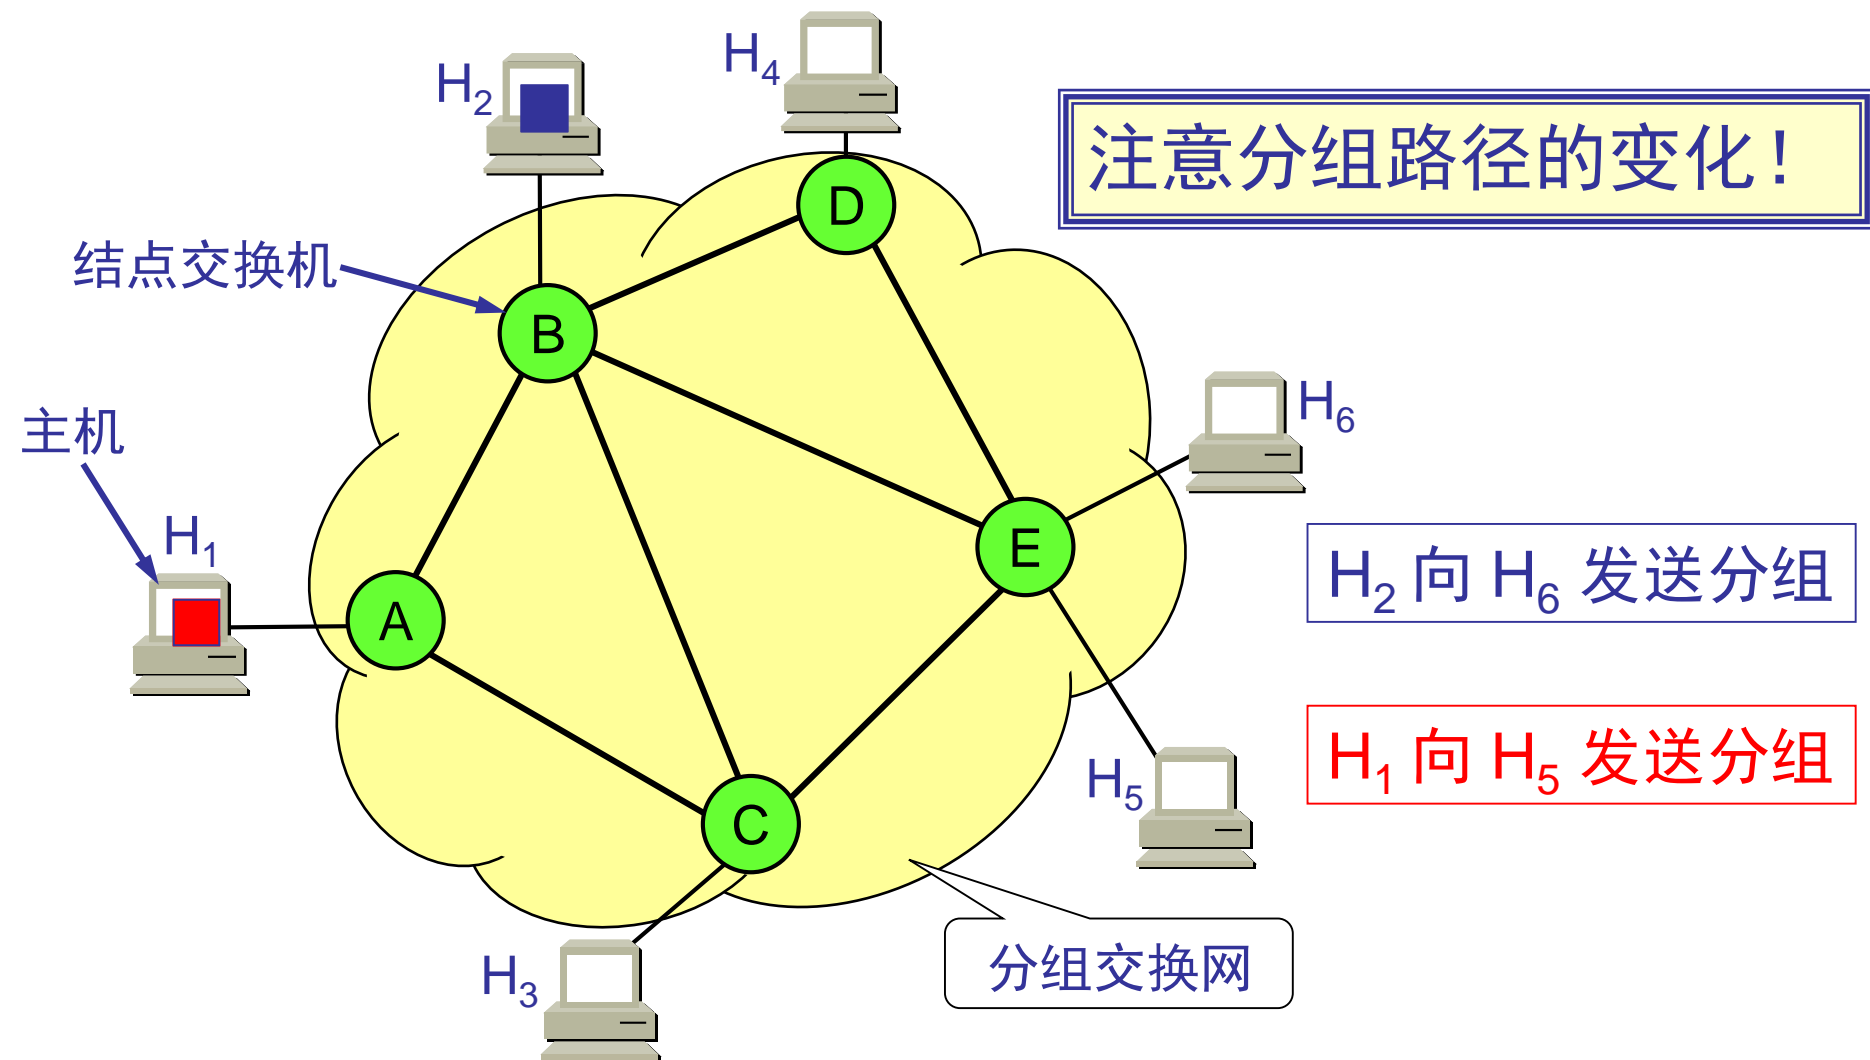 H₄
H₂
注意分组路径的变化！
D
结点交换机
B
H₆
主机
H₁
E
H₂ 向 H₆ 发送分组
A
H₁ 向 H₅ 发送分组
H₅
C
H₃
分组交换网